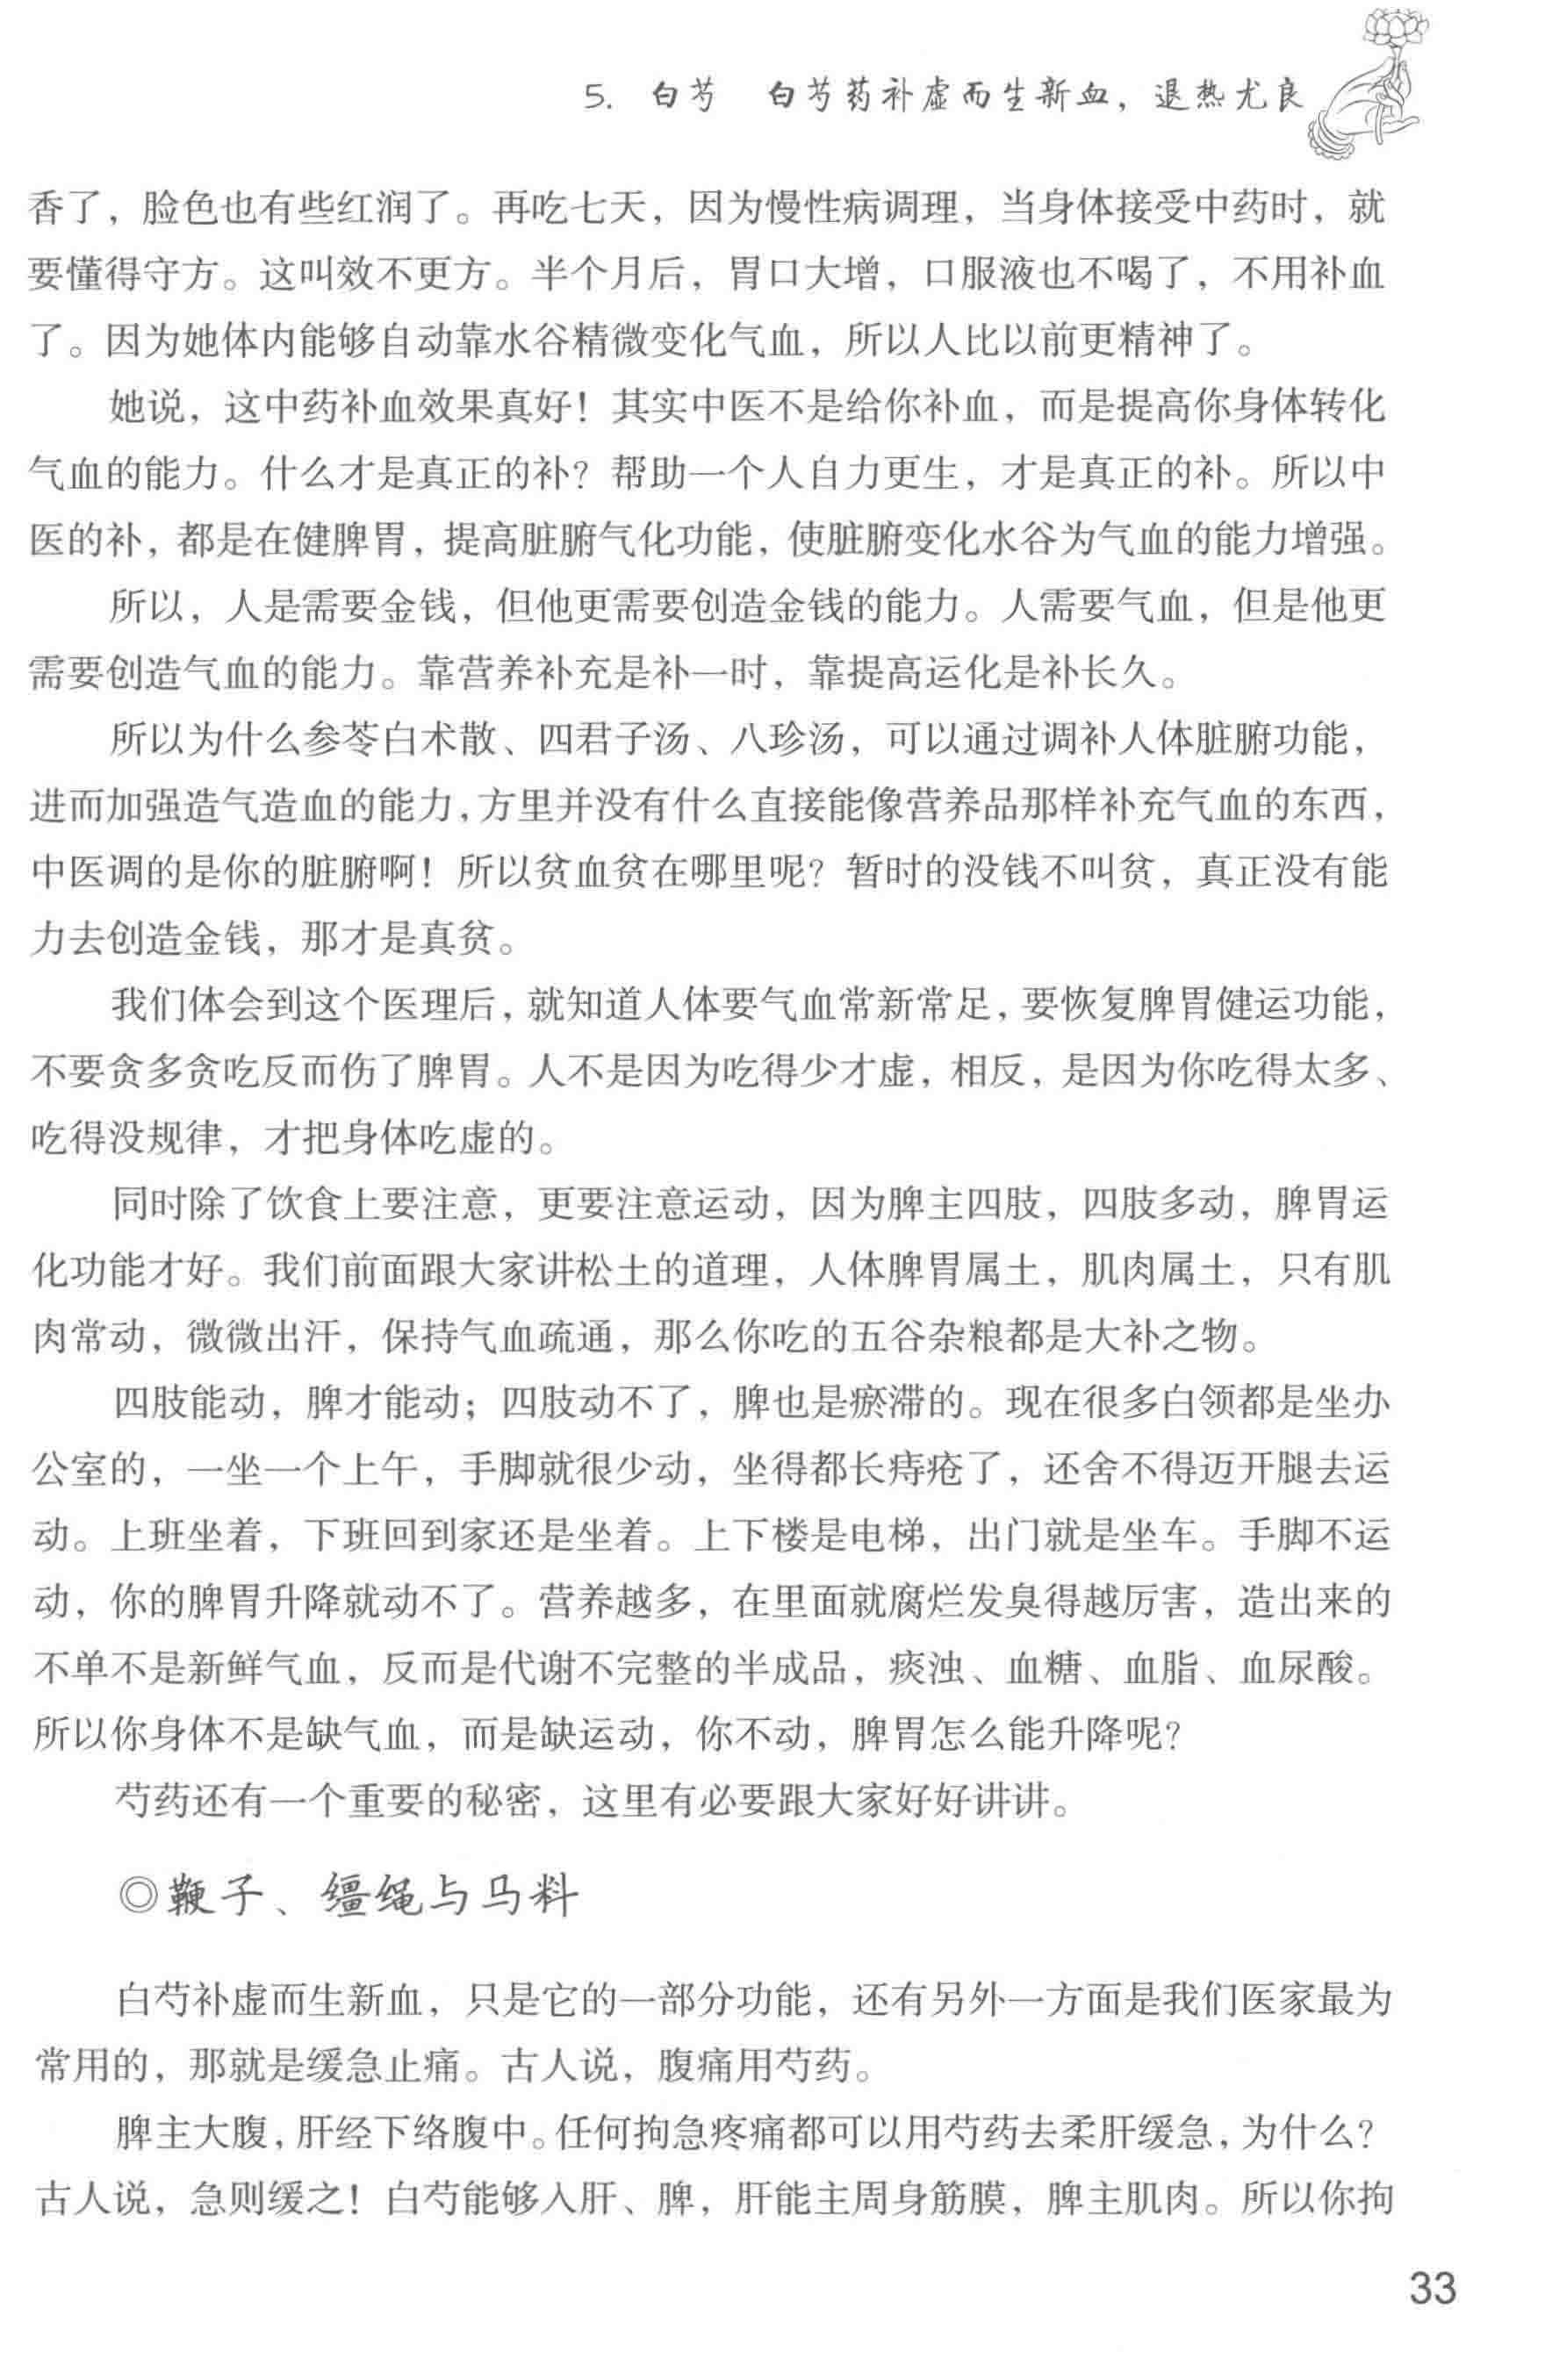 5. 白芍 白芍药补虚而生新血，退热尤良
香了，脸色也有些红润了。再吃七天，因为慢性病调理，当身体接受中药时，就
要懂得守方。这叫效不更方。半个月后，胃口大增，口服液也不喝了，不用补血
了。因为她体内能够自动靠水谷精微变化气血，所以人比以前更精神了。
她说，这中药补血效果真好！其实中医不是给你补血，而是提高你身体转化
气血的能力。什么才是真正的补？帮助一个人自力更生，才是真正的补。所以中
医的补，都是在健脾胃，提高脏腑气化功能，使脏腑变化水谷为气血的能力增强。
所以，人是需要金钱，但他更需要创造金钱的能力。人需要气血，但是他更
需要创造气血的能力。靠营养补充是补一时，靠提高运化是补长久。
所以为什么参苓白术散、四君子汤、八珍汤，可以通过调补人体脏腑功能，
进而加强造气造血的能力，方里并没有什么直接能像营养品那样补充气血的东西，
中医调的是你的脏腑啊！所以贫血贫在哪里呢？暂时的没钱不叫贫，真正没有能
力去创造金钱，那才是真贫。
我们体会到这个医理后，就知道人体要气血常新常足，要恢复脾胃健运功能，
不要贪多贪吃反而伤了脾胃。人不是因为吃得少才虚，相反，是因为你吃得太多、
吃得没规律，才把身体吃虚的。
同时除了饮食上要注意，更要注意运动，因为脾主四肢，四肢多动，脾胃运
化功能才好。我们前面跟大家讲松土的道理，人体脾胃属土，肌肉属土，只有肌
肉常动，微微出汗，保持气血疏通，那么你吃的五谷杂粮都是大补之物。
四肢能动，脾才能动；四肢动不了，脾也是瘀滞的。现在很多白领都是坐办
公室的，一坐一个上午，手脚就很少动，坐得都长痔疮了，还舍不得迈开腿去运
动。上班坐着，下班回到家还是坐着。上下楼是电梯，出门就是坐车。手脚不运
动，你的脾胃升降就动不了。营养越多，在里面就腐烂发臭得越厉害，造出来的
不单不是新鲜气血，反而是代谢不完整的半成品，痰浊、血糖、血脂、血尿酸。
所以你身体不是缺气血，而是缺运动，你不动，脾胃怎么能升降呢？
芍药还有一个重要的秘密，这里有必要跟大家好好讲讲。
◎鞭子、缰绳与马料
白芍补虚而生新血，只是它的一部分功能，还有另外一方面是我们医家最为
常用的，那就是缓急止痛。古人说，腹痛用芍药。
脾主大腹，肝经下络腹中。任何拘急疼痛都可以用芍药去柔肝缓急，为什么？
古人说，急则缓之！白芍能够入肝、脾，肝能主周身筋膜，脾主肌肉。所以你拘
33